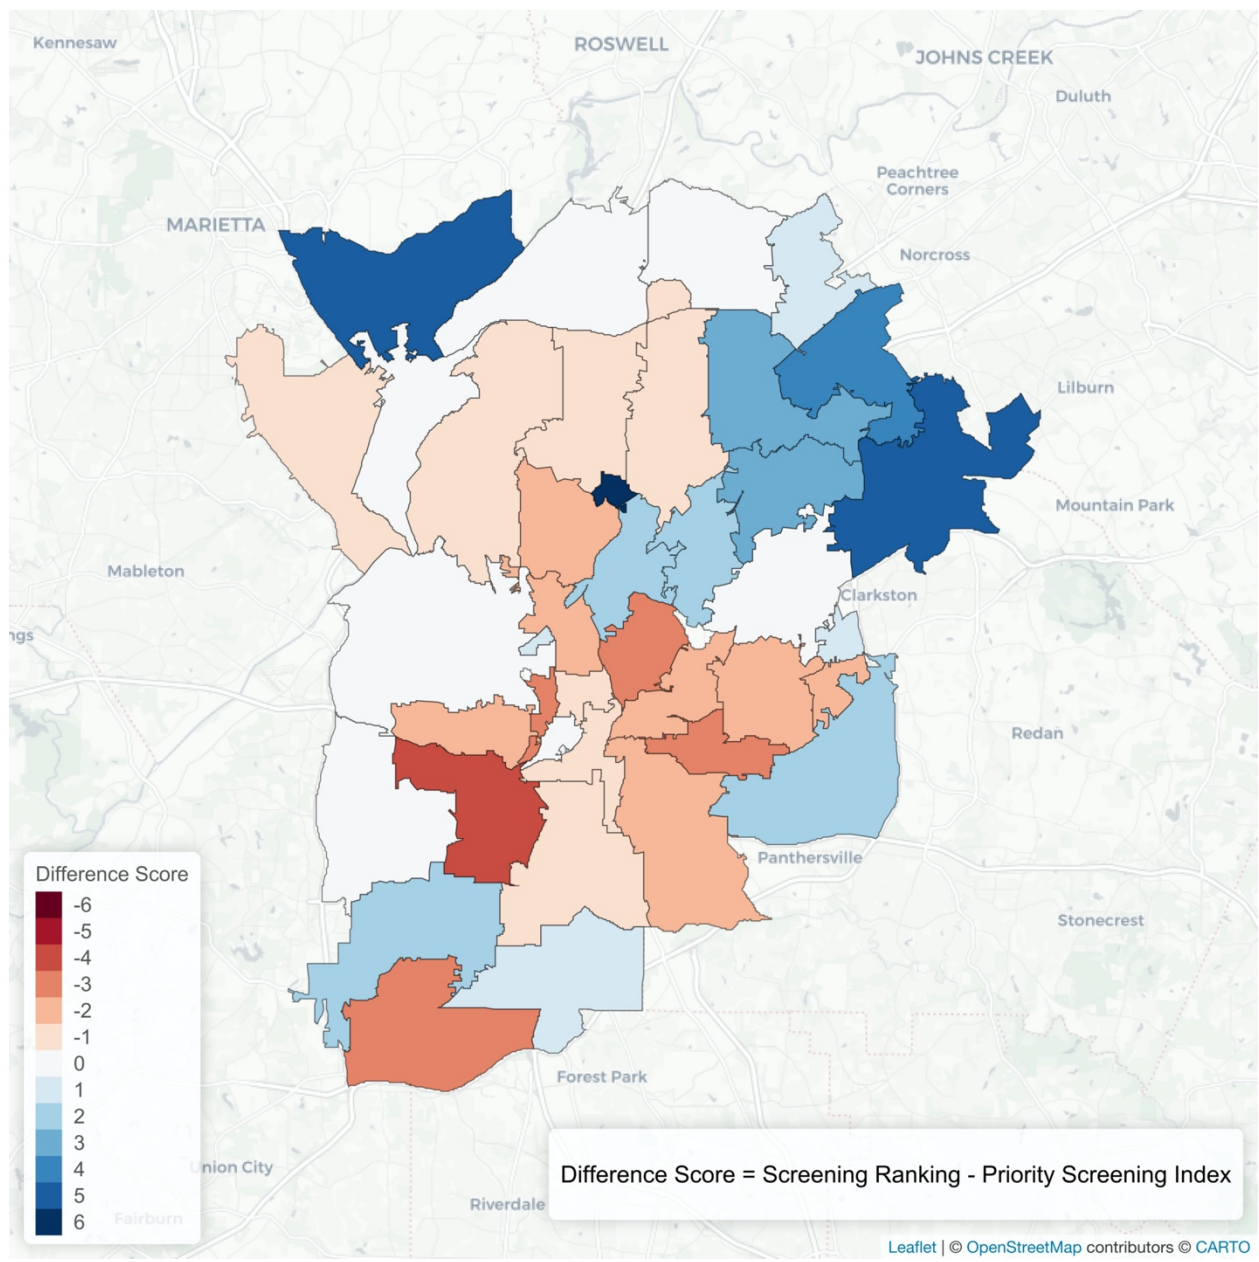 Kennesaw
ROSWELL
JOHNS CREEK
Duluth
Peachtree
Corners
MARIETTA
Norcross
Lilburn
Mountain Park
Mableton
Clarkston
ngs
Redan
Panthersville
Stonecrest
Difference Score
-6
-5
-4
-3
-2
-1
0
1
2
3
4
5
6
Forest Park
Union City
Riverdale
Fairburn
Difference Score = Screening Ranking - Priority Screening Index
Leaflet | © OpenStreetMap contributors © CARTO